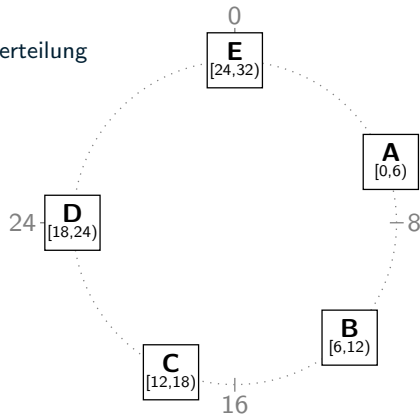 0
erteilung
E
[24,32)
A
[0,6)
D
[18,24)
24
8
B
[6,12)
C
[12,18)
16